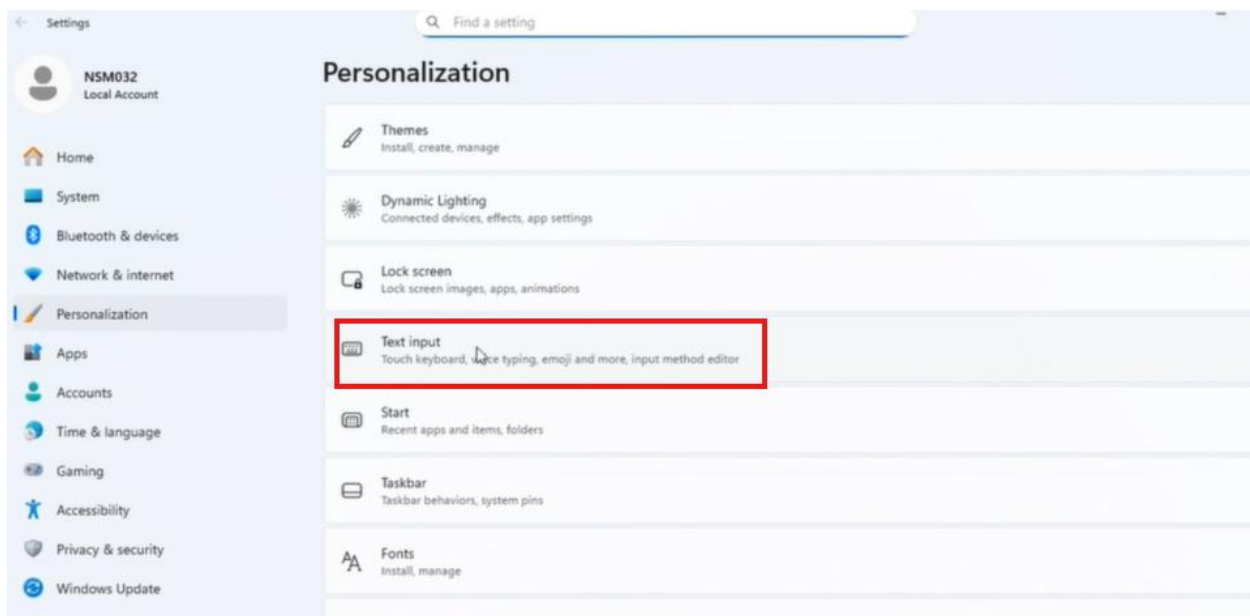 Settings
Find a setting
NSM032
Local Account
Home
System
Bluetooth & devices
Network & internet
Personalization
Apps
Accounts
Time & language
Gaming
Accessibility
Privacy & security
Windows Update
Personalization
Themes
Install, create, manage
Dynamic Lighting
Connected devices, effects, app settings
Lock screen
Lock screen images, apps, animations
Text input
Touch keyboard, voice typing, emoji and more, input method editor
Start
Recent apps and items, folders
Taskbar
Taskbar behaviors, system pins
Fonts
Install, manage